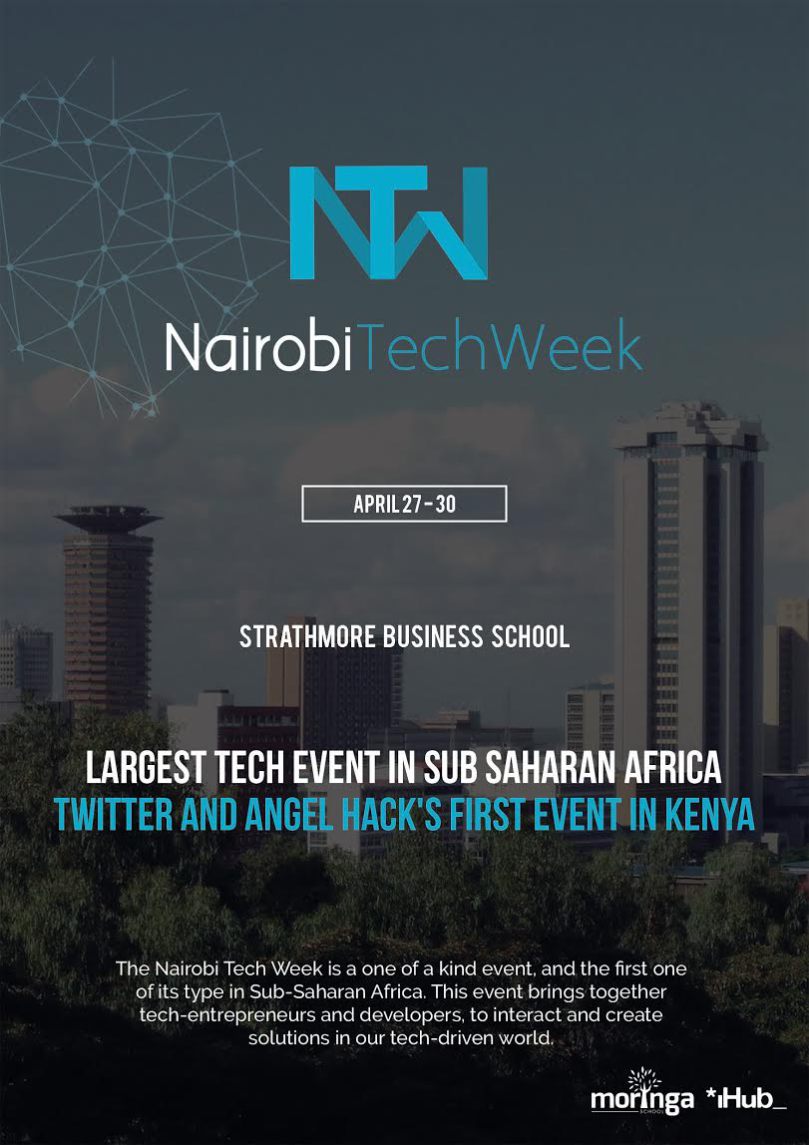 NTW
NairobiTechWeek
APRIL 27 - 30
STRATHMORE BUSINESS SCHOOL
LARGEST TECH EVENT IN SUB SAHARAN AFRICA
TWITTER AND ANGEL HACK'S FIRST EVENT IN KENYA
The Nairobi Tech Week is a one of a kind event, and the first one
of its type in Sub-Saharan Africa. This event brings together
tech-entrepreneurs and developers, to interact and create
solutions in our tech-driven world.
moringa *iHub_
SCHOOL